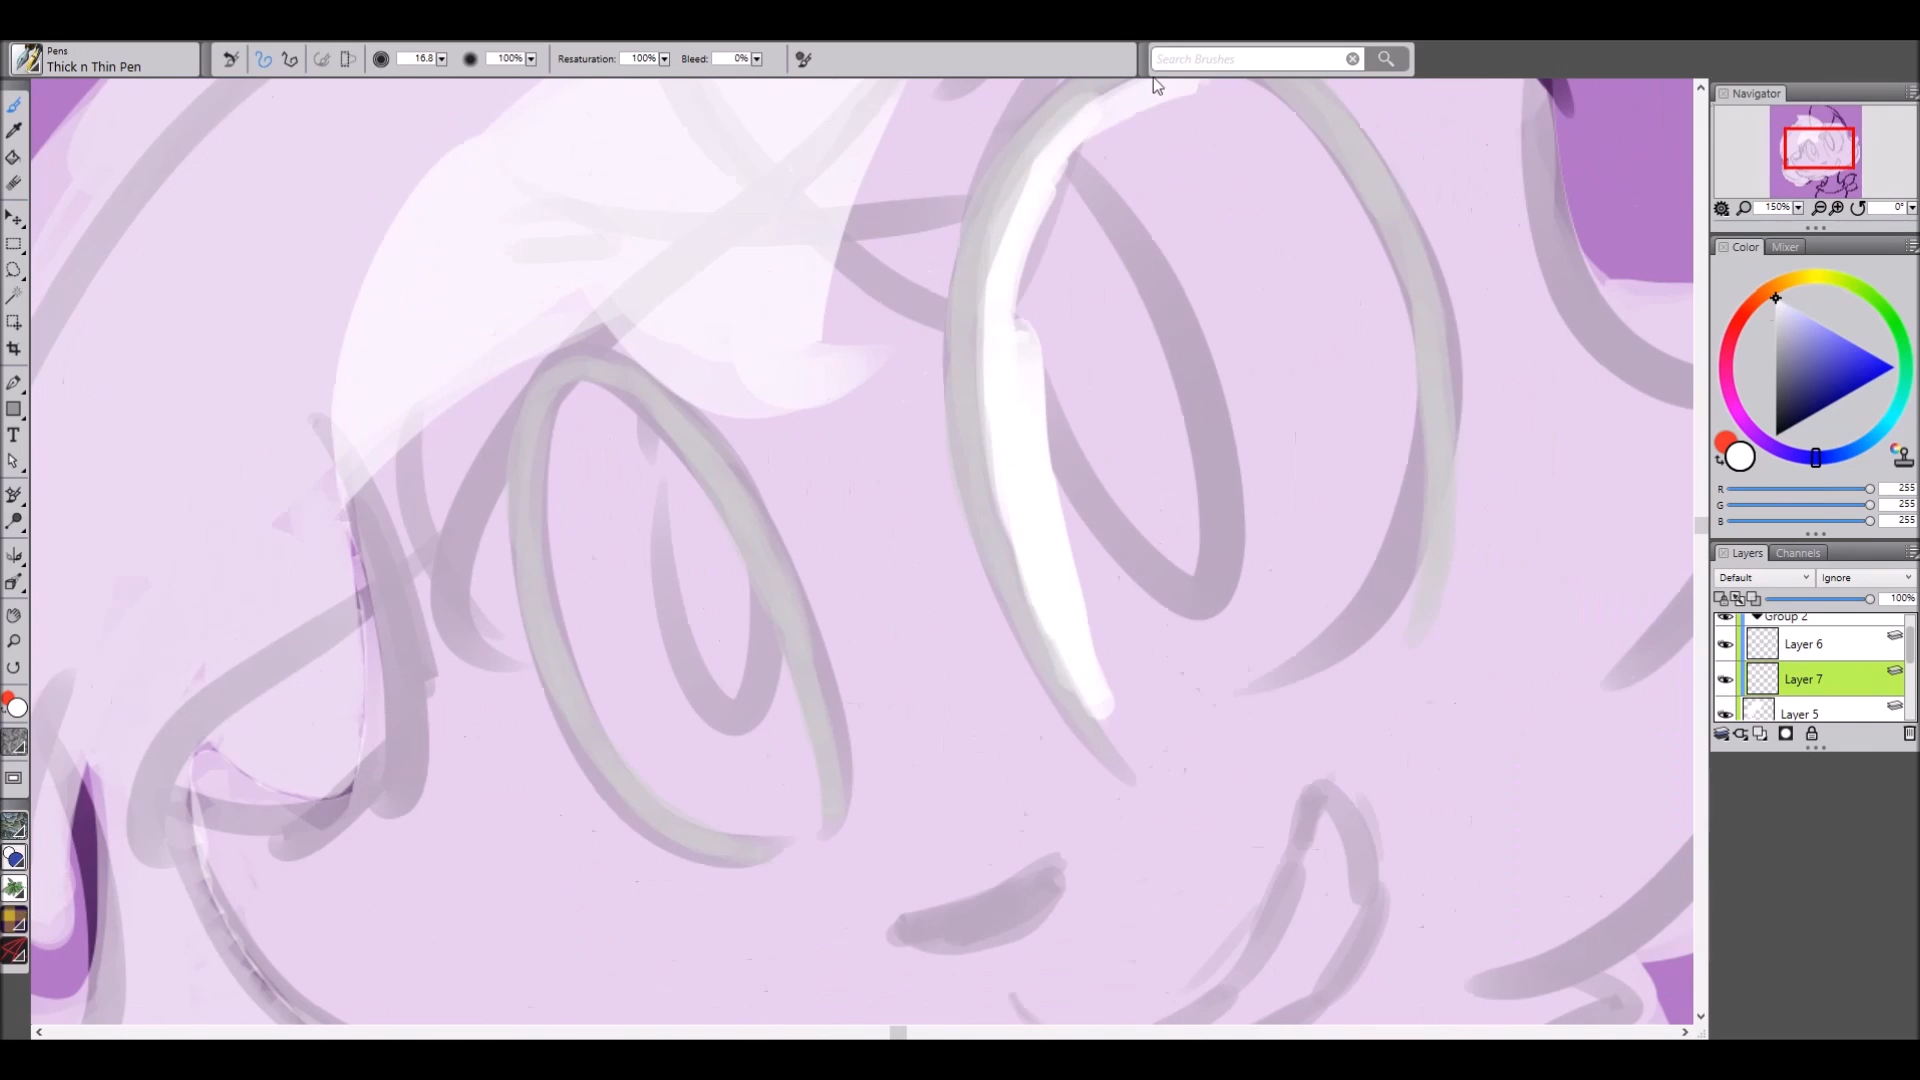 Pens
Thick n Thin Pen
16.8
100%
Resaturation: 100%
Bleed: 0%
Search Brushes
Navigator
150%
0°
Color
Mixer
R 255
G 255
B 255
Layers
Channels
Default
Ignore
100%
Group 2
Layer 6
Layer 7
Layer 5
T